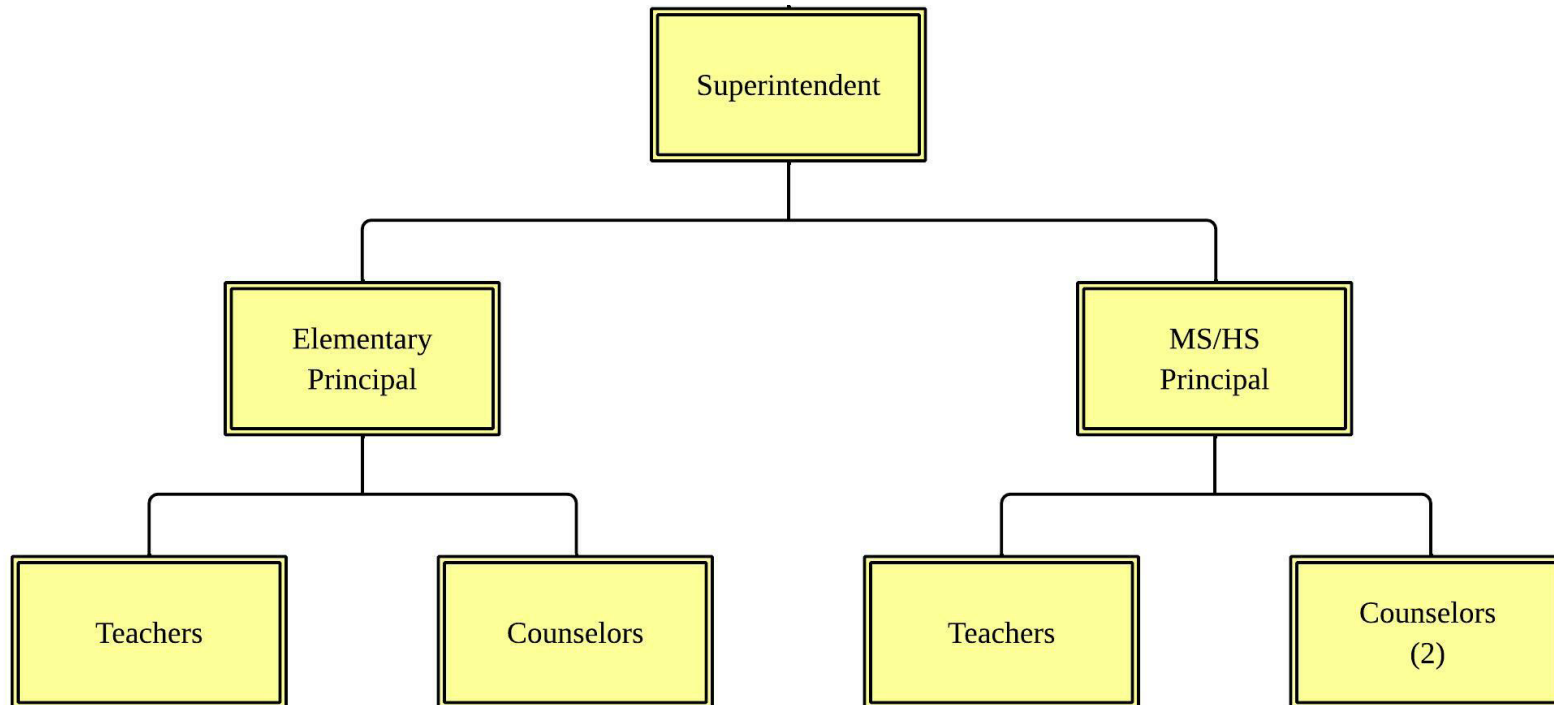 Superintendent
Elementary
Principal
MS/HS
Principal
Teachers
Counselors
Teachers
Counselors
(2)